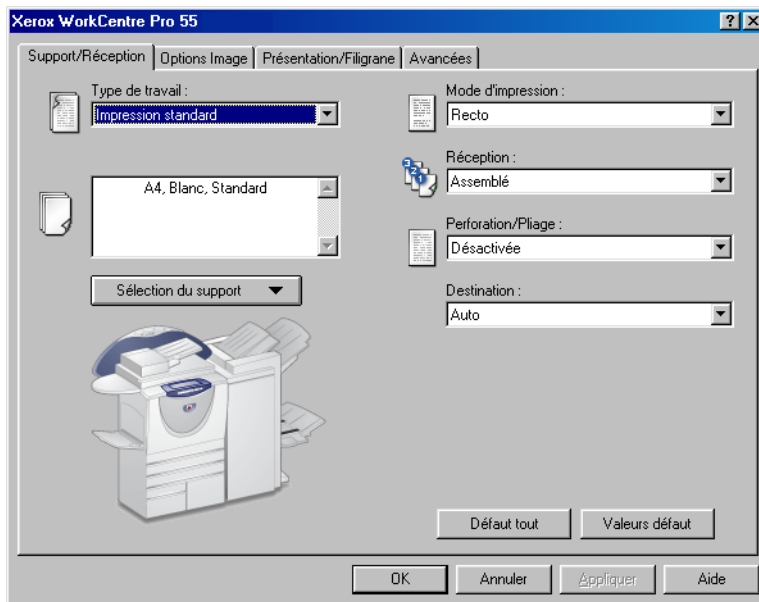 Xerox WorkCentre Pro 55
Support/Réception
Options Image
Présentation/Filigrane
Avancées
Type de travail :
Impression standard
A4, Blanc, Standard
Sélection du support
Mode d'impression :
Recto
Réception :
Assemblé
Perforation/Pliage :
Désactivée
Destination :
Auto
Défaut tout
Valeurs défaut
OK
Annuler
Appliquer
Aide